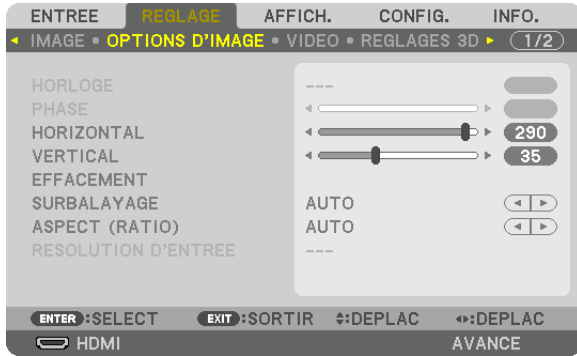 ENTREE REGLAGE AFFICH. CONFIG. INFO.
IMAGE • OPTIONS D'IMAGE • VIDEO • REGLAGES 3D 1/2
HORLOGE ---
PHASE
HORIZONTAL 290
VERTICAL 35
EFFACEMENT
SURBALAYAGE AUTO
ASPECT (RATIO) AUTO
RESOLUTION D'ENTREE ---
ENTER :SELECT EXIT :SORTIR :DEPLAC :DEPLAC
HDMI AVANCE